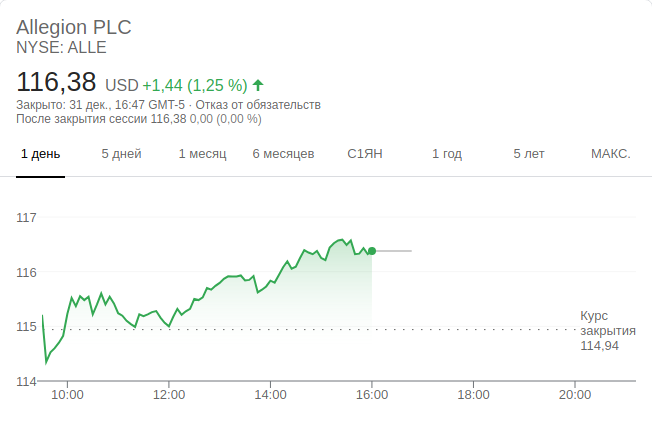 Allegion PLC
NYSE: ALLE
116,38 USD +1,44 (1,25 %)
Закрыто: 31 дек., 16:47 GMT-5 · Отказ от обязательств
После закрытия сессии 116,38 0,00 (0,00 %)
1 день 5 дней 1 месяц 6 месяцев С1ЯН 1 год 5 лет МАКС.
117
116
115
114
Курс
закрытия
114,94
10:00 12:00 14:00 16:00 18:00 20:00